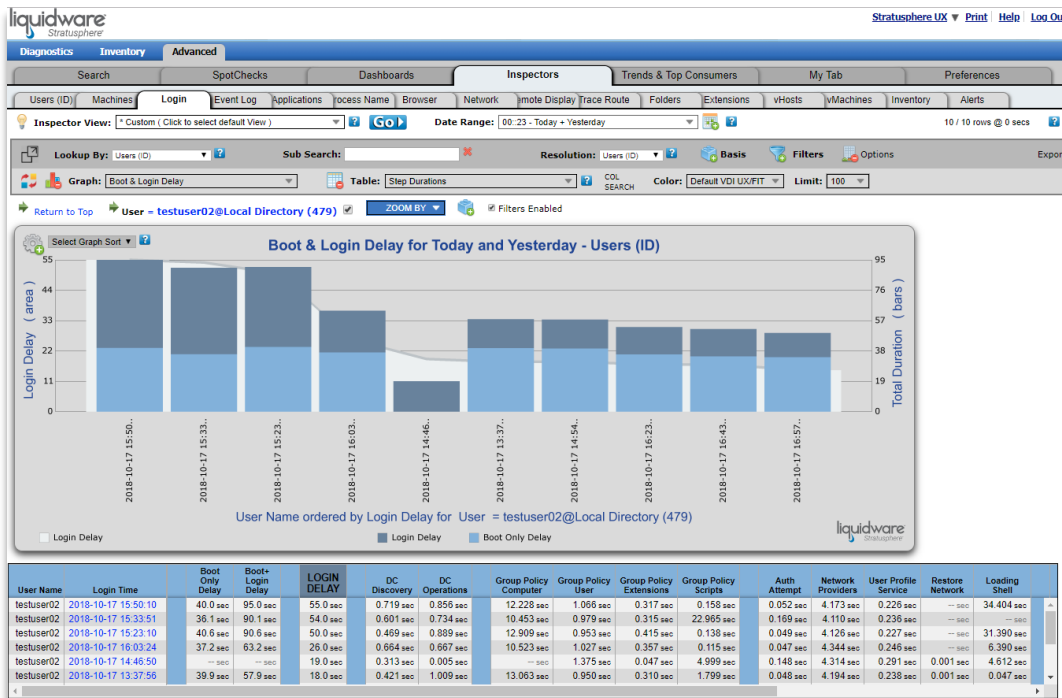 liquidware
Stratusphere
Stratusphere UX ▼ Print Help Log Ou
Diagnostics Inventory Advanced
Search SpotChecks Dashboards Inspectors Trends & Top Consumers My Tab Preferences
Users (ID) Machines Login Event Log Applications rocess Name Browser Network emote Display Trace Route Folders Extensions vHosts vMachines Inventory Alerts
Inspector View: * Custom ( Click to select default View ) ? Go Date Range: 00::23 - Today + Yesterday ? 10 / 10 rows @ 0 secs ?
Lookup By: Users (ID) ? Sub Search: Resolution: Users (ID) ? Basis Filters Options Expor
Graph: Boot & Login Delay Table: Step Durations ? COL SEARCH Color: Default VDI UX/FIT Limit: 100
Return to Top User = testuser02@Local Directory (479) ZOOM BY Filters Enabled
Select Graph Sort ?
Boot & Login Delay for Today and Yesterday - Users (ID)
Login Delay ( area )
55
44
33
22
11
0
95
76
57
38
19
0
Total Duration ( bars )
2018-10-17 15:50..
2018-10-17 15:33..
2018-10-17 15:23..
2018-10-17 16:03..
2018-10-17 14:46..
2018-10-17 13:37..
2018-10-17 14:54..
2018-10-17 16:23..
2018-10-17 16:43..
2018-10-17 16:57..
User Name ordered by Login Delay for User = testuser02@Local Directory (479)
Login Delay Login Delay Boot Only Delay
liquidware
Stratusphere
User Name Login Time Boot Only Delay Boot+ Login Delay LOGIN DELAY DC Discovery DC Operations Group Policy Computer Group Policy User Group Policy Extensions Group Policy Scripts Auth Attempt Network Providers User Profile Service Restore Network Loading Shell
testuser02 2018-10-17 15:50:10 40.0 sec 95.0 sec 55.0 sec 0.719 sec 0.856 sec 12.228 sec 1.066 sec 0.317 sec 0.158 sec 0.052 sec 4.173 sec 0.226 sec -- sec 34.404 sec
testuser02 2018-10-17 15:33:51 36.1 sec 90.1 sec 54.0 sec 0.601 sec 0.734 sec 10.453 sec 0.979 sec 0.315 sec 22.965 sec 0.169 sec 4.110 sec 0.236 sec -- sec -- sec
testuser02 2018-10-17 15:23:10 40.6 sec 90.6 sec 50.0 sec 0.469 sec 0.889 sec 12.909 sec 0.953 sec 0.415 sec 0.138 sec 0.049 sec 4.126 sec 0.227 sec -- sec 31.390 sec
testuser02 2018-10-17 16:03:24 37.2 sec 63.2 sec 26.0 sec 0.664 sec 0.667 sec 10.523 sec 1.027 sec 0.357 sec 0.115 sec 0.047 sec 4.344 sec 0.246 sec -- sec 6.390 sec
testuser02 2018-10-17 14:46:50 -- sec -- sec 19.0 sec 0.313 sec 0.005 sec -- sec 1.375 sec 0.047 sec 4.999 sec 0.148 sec 4.314 sec 0.291 sec 0.001 sec 4.612 sec
testuser02 2018-10-17 13:37:56 39.9 sec 57.9 sec 18.0 sec 0.421 sec 1.009 sec 13.063 sec 0.950 sec 0.310 sec 1.799 sec 0.048 sec 4.194 sec 0.238 sec 0.001 sec 0.047 sec